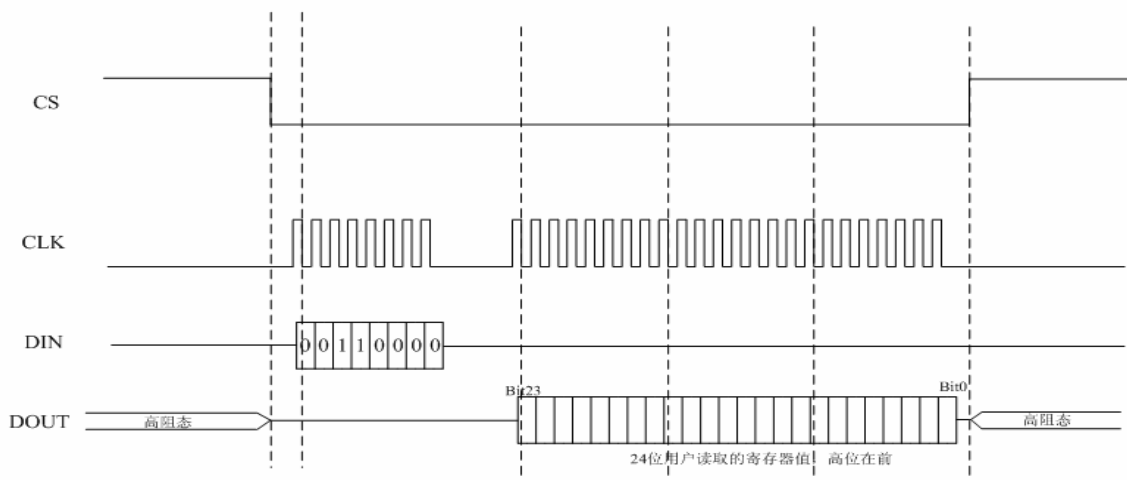 CS
CLK
DIN
0 0 1 1 0 0 0 0
Bit23
Bit0
DOUT
高阻态
高阻态
24位用户读取的寄存器值 高位在前